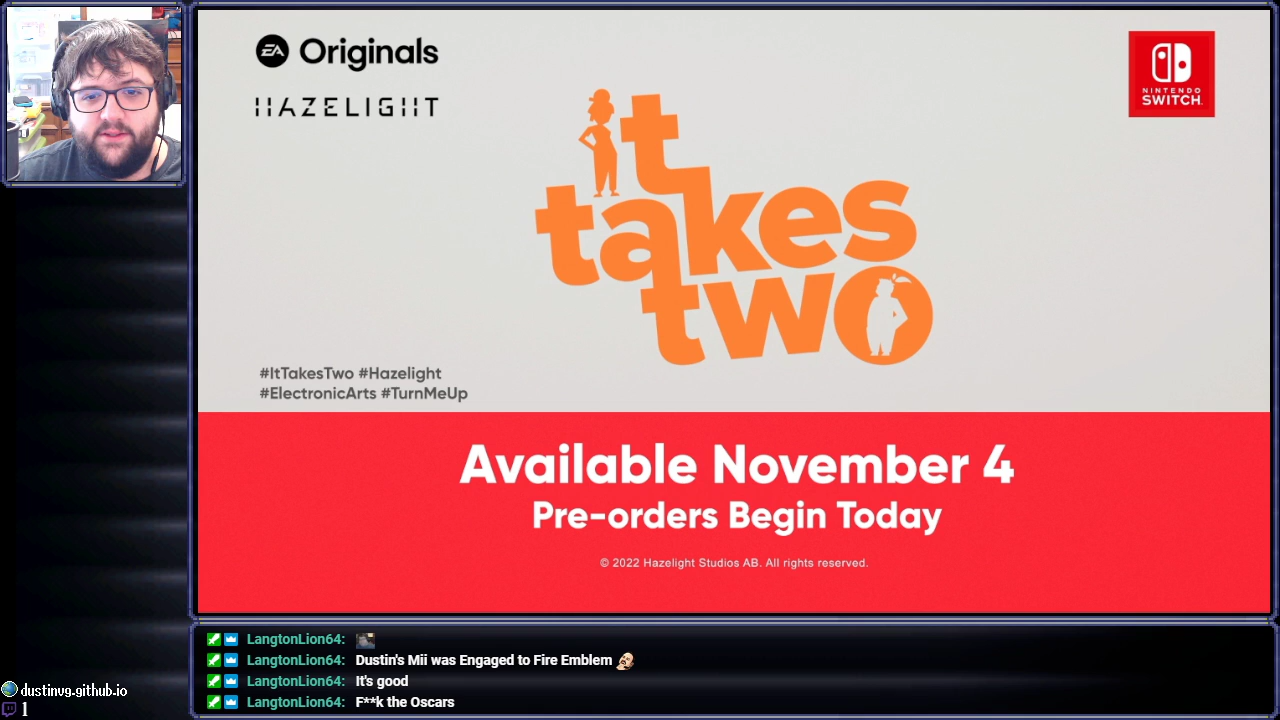 EA Originals
HAZELIGHT
NINTENDO
SWITCH
it
takes
two
#ItTakesTwo #Hazelight
#ElectronicArts #TurnMeUp
Available November 4
Pre-orders Begin Today
© 2022 Hazelight Studios AB. All rights reserved.
LangtonLion64:
LangtonLion64: Dustin's Mii was Engaged to Fire Emblem
LangtonLion64: It's good
LangtonLion64: F**k the Oscars
dustinvg.github.io
1